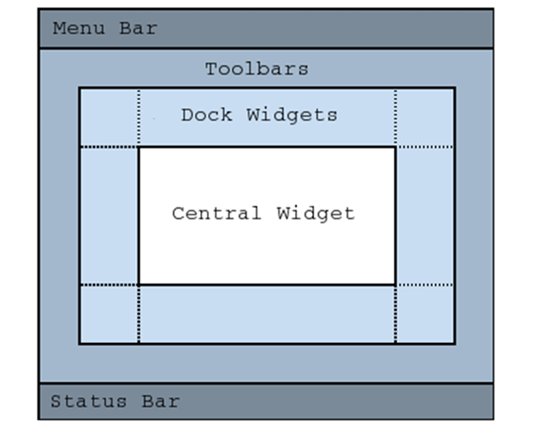 Menu Bar
Toolbars
Dock Widgets
Central Widget
Status Bar